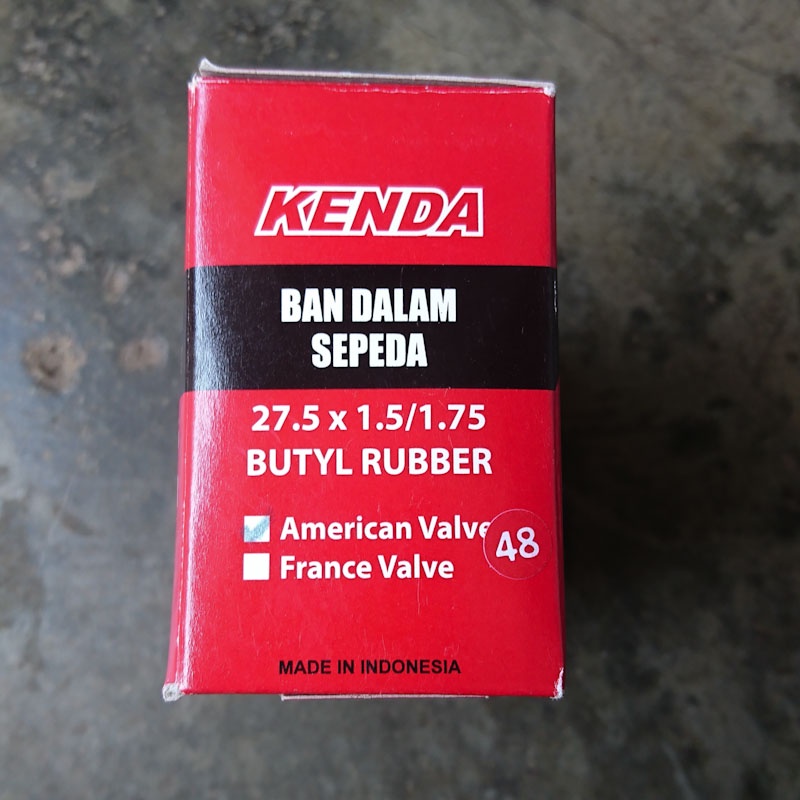 KENDA
BAN DALAM
SEPEDA
27.5 x 1.5/1.75
BUTYL RUBBER
American Valve
48
France Valve
MADE IN INDONESIA